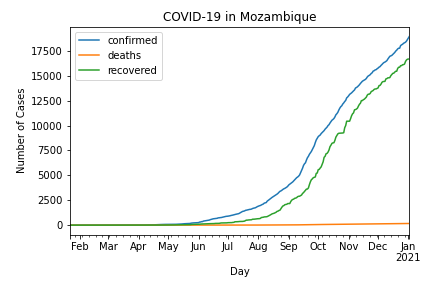 COVID-19 in Mozambique
confirmed
deaths
recovered
Number of Cases
17500
15000
12500
10000
7500
5000
2500
0
Feb Mar Apr May Jun Jul Aug Sep Oct Nov Dec Jan
2021
Day